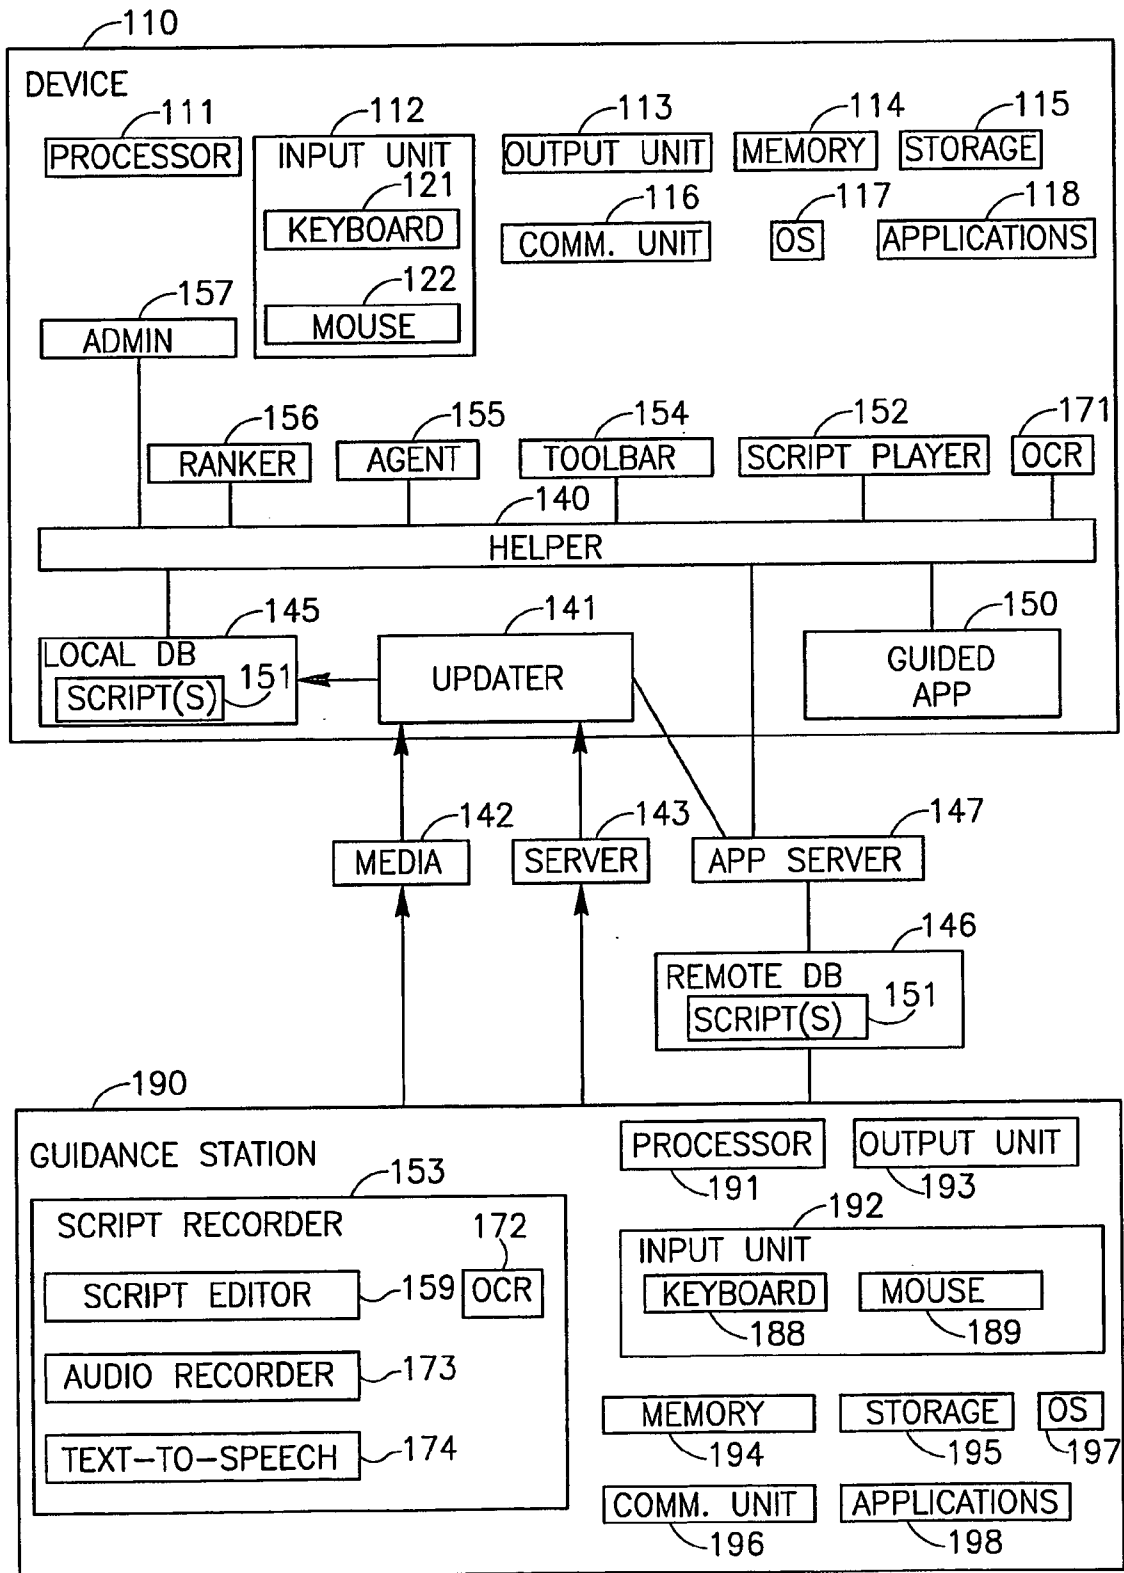 110
DEVICE
111
112
113
114
115
PROCESSOR
INPUT UNIT
OUTPUT UNIT
MEMORY
STORAGE
121
KEYBOARD
116
117
118
COMM. UNIT
OS
APPLICATIONS
122
MOUSE
157
ADMIN
156
155
154
152
171
RANKER
AGENT
TOOLBAR
SCRIPT PLAYER
OCR
140
HELPER
145
141
150
LOCAL DB
SCRIPT(S)
151
UPDATER
GUIDED
APP
142
143
147
MEDIA
SERVER
APP SERVER
146
REMOTE DB
151
SCRIPT(S)
190
GUIDANCE STATION
PROCESSOR
OUTPUT UNIT
191
193
153
SCRIPT RECORDER
172
192
INPUT UNIT
SCRIPT EDITOR
159
OCR
KEYBOARD
MOUSE
188
189
AUDIO RECORDER
173
MEMORY
STORAGE
OS
194
195
197
TEXT-TO-SPEECH
174
COMM. UNIT
APPLICATIONS
196
198